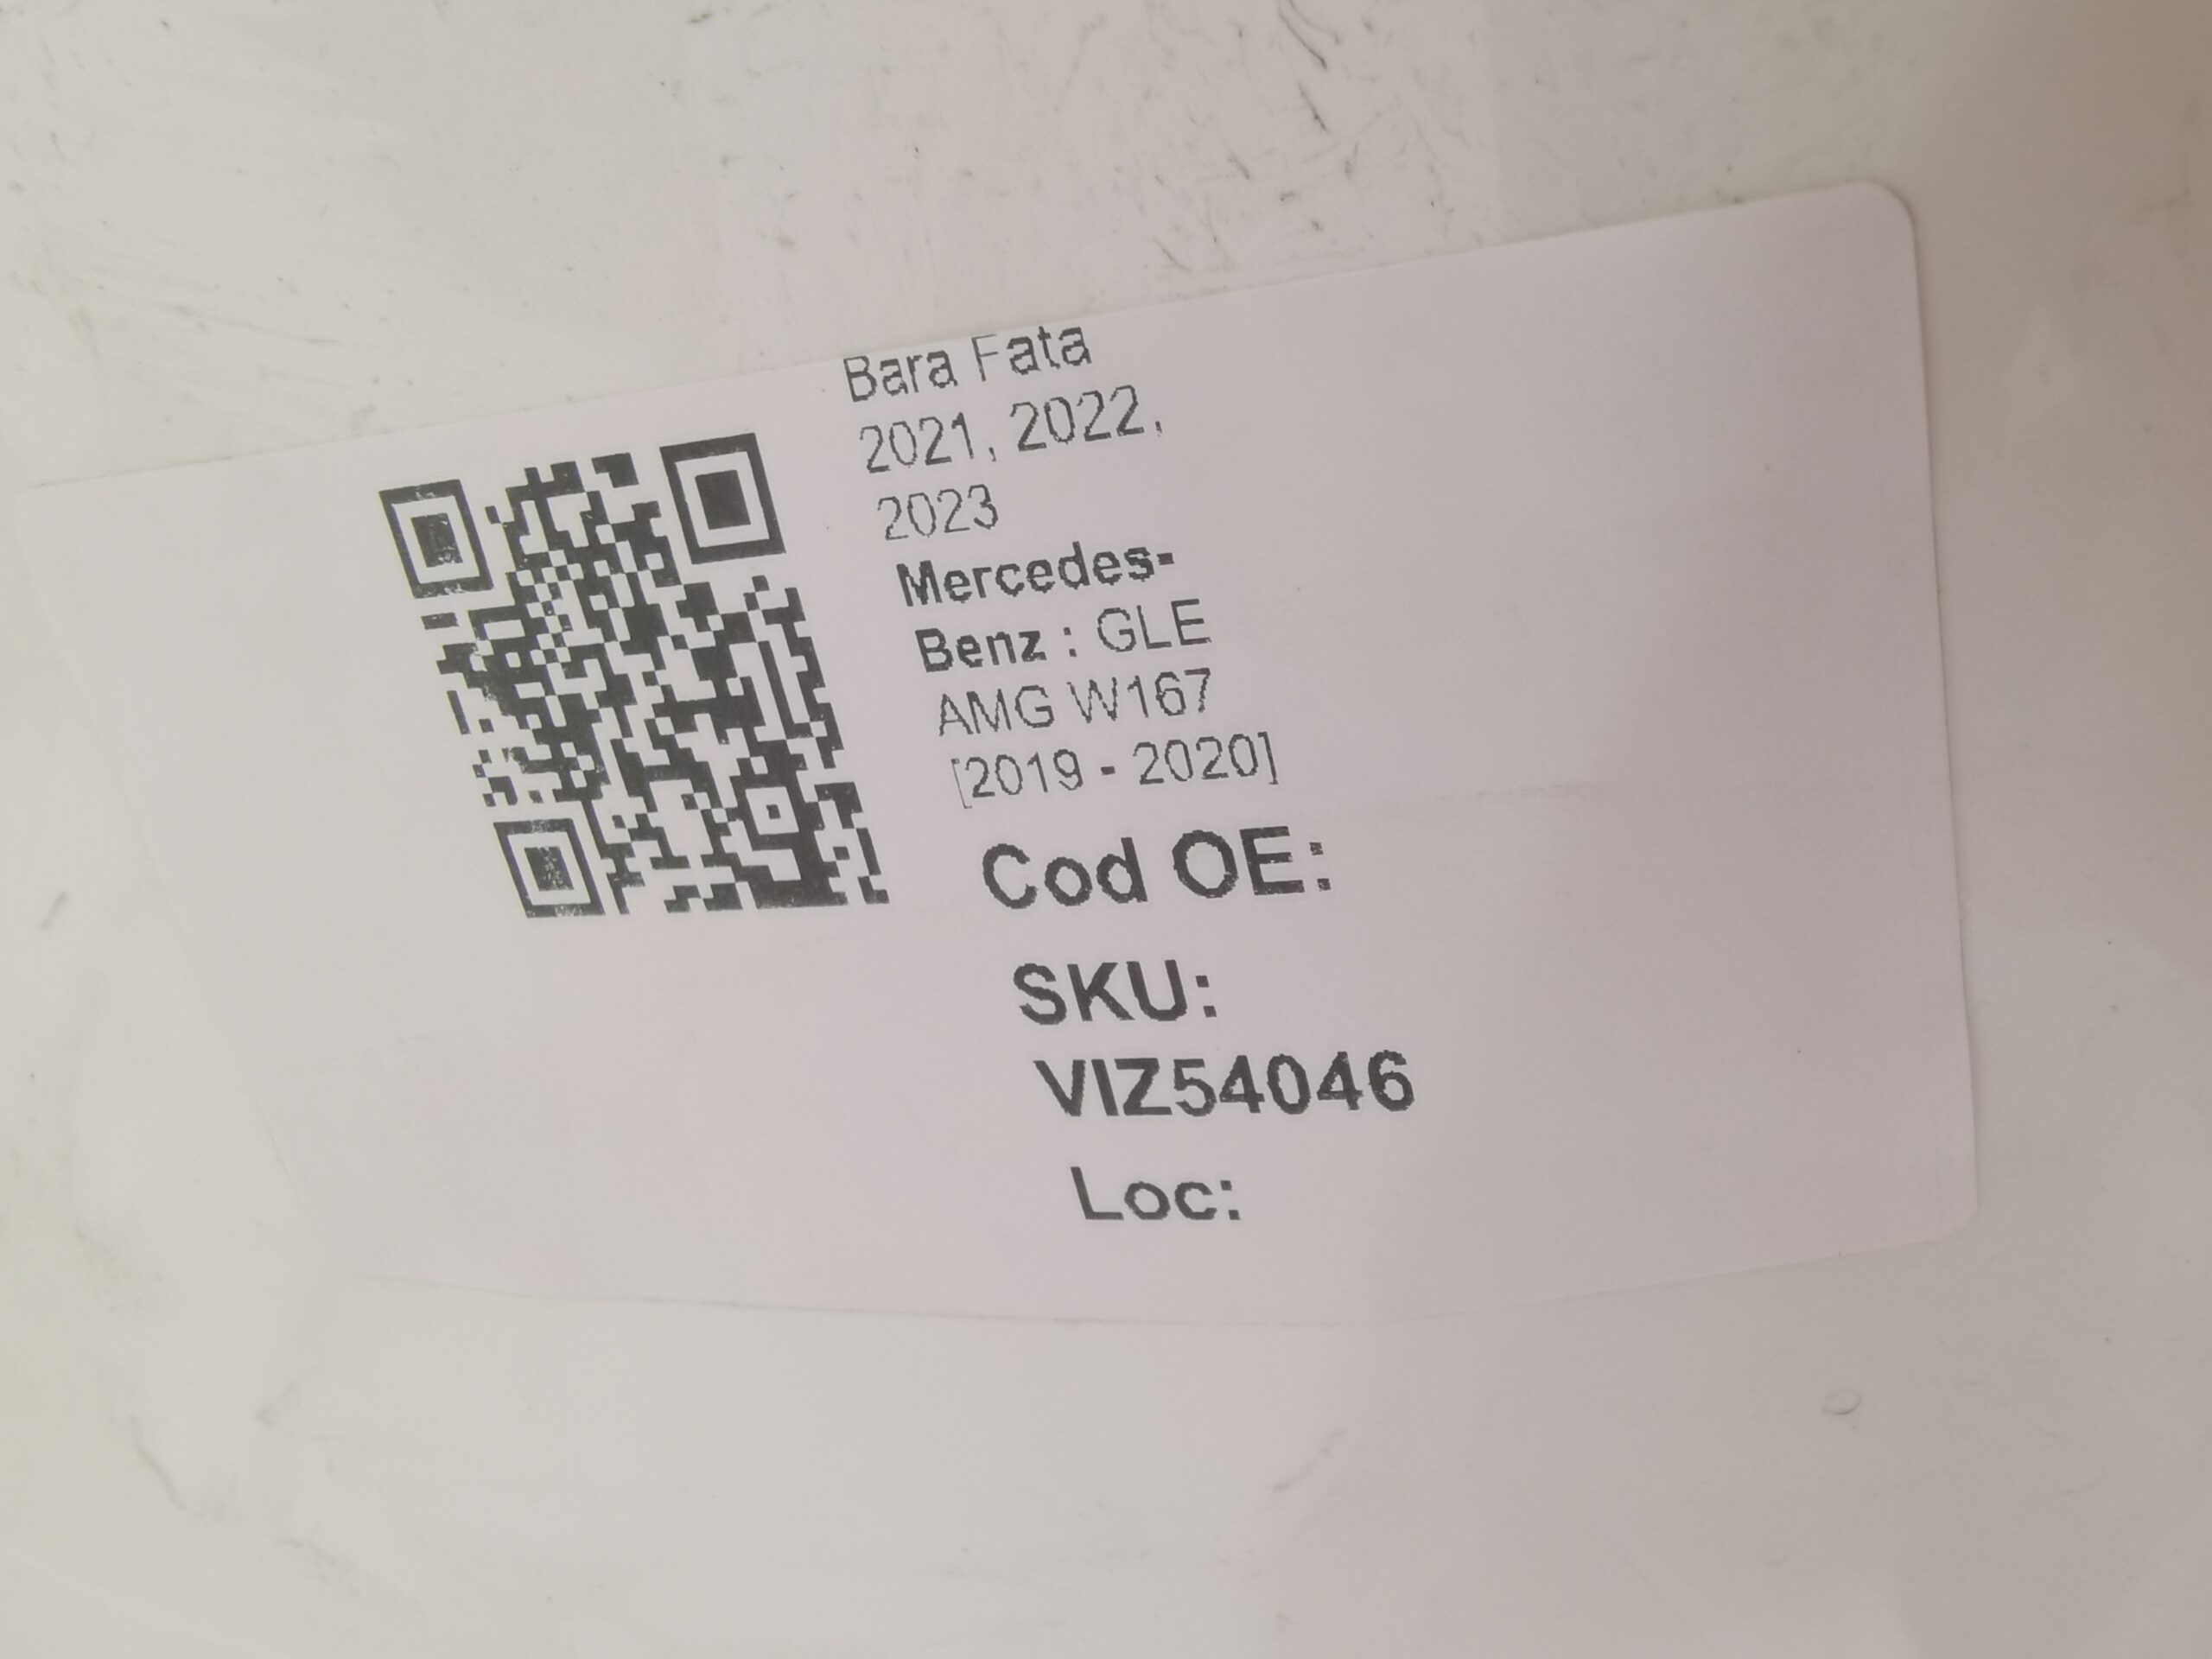 Bara Fata
2021, 2022,
2023
Mercedes-
Benz : GLE
AMG W167
[2019 - 2020]
Cod OE:
SKU:
VIZ54046
Loc: